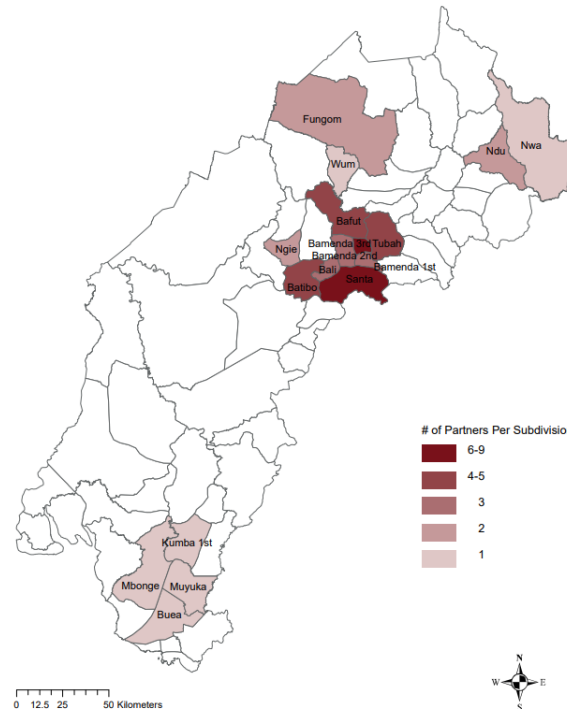 Fungom
Wum
Ndu
Nwa
Bafut
Bamenda 3rd
Tubah
Ngie
Bamenda 2nd
Bali
Bamenda 1st
Batibo
Santa
# of Partners Per Subdivision
6-9
4-5
3
2
1
Kumba 1st
Mbonge
Muyuka
Buea
N
W
E
S
0 12.5 25 50 Kilometers